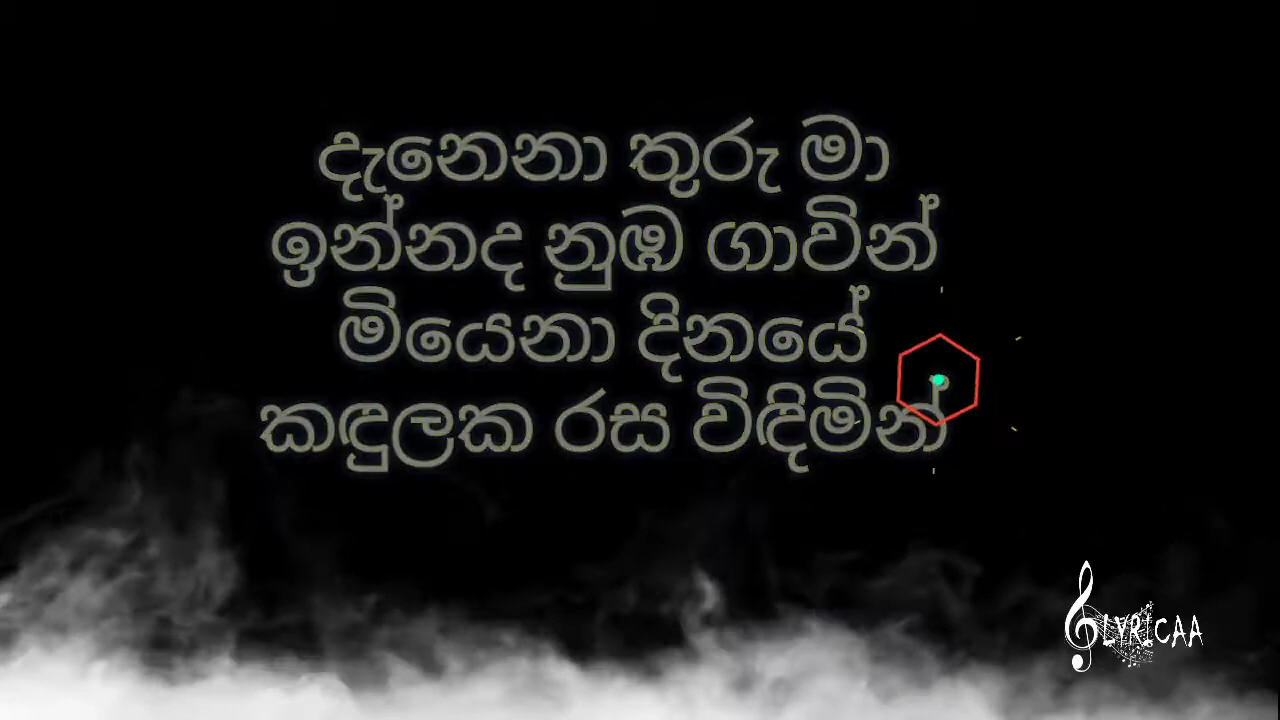 දැනෙනා තුරු මා
ඉන්නද නුඹ ගාවින්
මියෙනා දිනයේ
කඳුලක රස විඳිමින්
LYRICAA